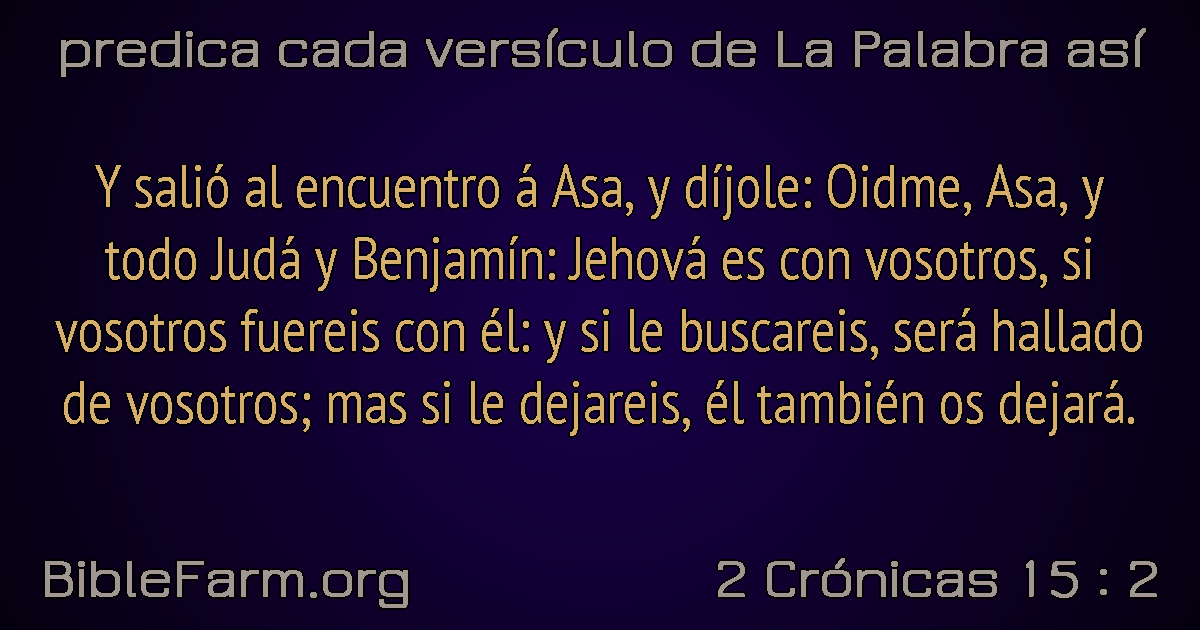 predica cada versículo de La Palabra así
Y salió al encuentro á Asa, y díjole: Oidme, Asa, y
todo Judá y Benjamín: Jehová es con vosotros, si
vosotros fuereis con él: y si le buscareis, será hallado
de vosotros; mas si le dejareis, él también os dejará.
BibleFarm.org
2 Crónicas 15 : 2